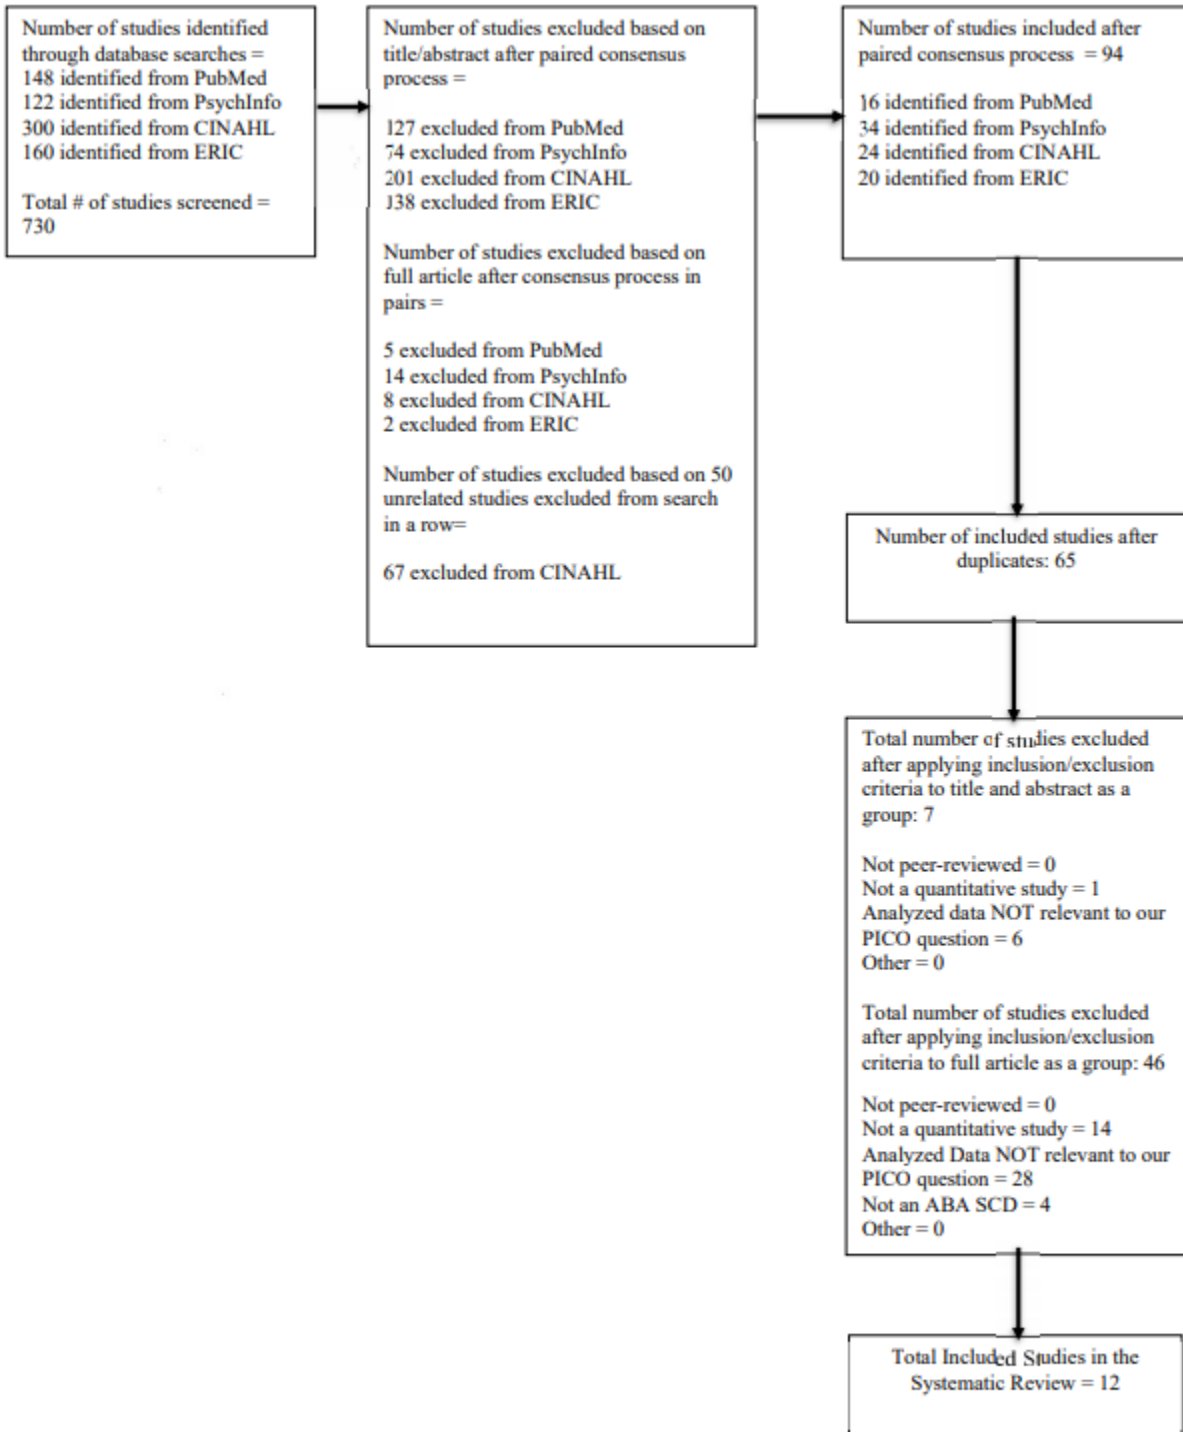 Number of studies identified
through database searches =
148 identified from PubMed
122 identified from PsychInfo
300 identified from CINAHL
160 identified from ERIC
Total # of studies screened =
730
Number of studies excluded based on
title/abstract after paired consensus
process =
127 excluded from PubMed
74 excluded from PsychInfo
201 excluded from CINAHL
138 excluded from ERIC
Number of studies excluded based on
full article after consensus process in
pairs =
5 excluded from PubMed
14 excluded from PsychInfo
8 excluded from CINAHL
2 excluded from ERIC
Number of studies excluded based on 50
unrelated studies excluded from search
in a row=
67 excluded from CINAHL
Number of studies included after
paired consensus process = 94
16 identified from PubMed
34 identified from PsychInfo
24 identified from CINAHL
20 identified from ERIC
Number of included studies after
duplicates: 65
Total number of studies excluded
after applying inclusion/exclusion
criteria to title and abstract as a
group: 7
Not peer-reviewed = 0
Not a quantitative study = 1
Analyzed data NOT relevant to our
PICO question = 6
Other = 0
Total number of studies excluded
after applying inclusion/exclusion
criteria to full article as a group: 46
Not peer-reviewed = 0
Not a quantitative study = 14
Analyzed Data NOT relevant to our
PICO question = 28
Not an ABA SCD = 4
Other = 0
Total Included Studies in the
Systematic Review = 12